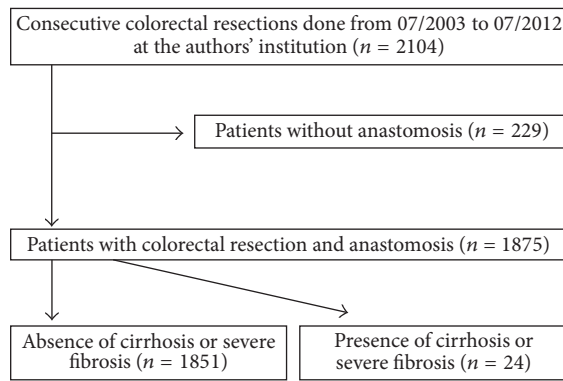 Consecutive colorectal resections done from 07/2003 to 07/2012
at the authors’ institution (n = 2104)
Patients without anastomosis (n = 229)
Patients with colorectal resection and anastomosis (n = 1875)
Absence of cirrhosis or severe
fibrosis (n = 1851)
Presence of cirrhosis or
severe fibrosis (n = 24)